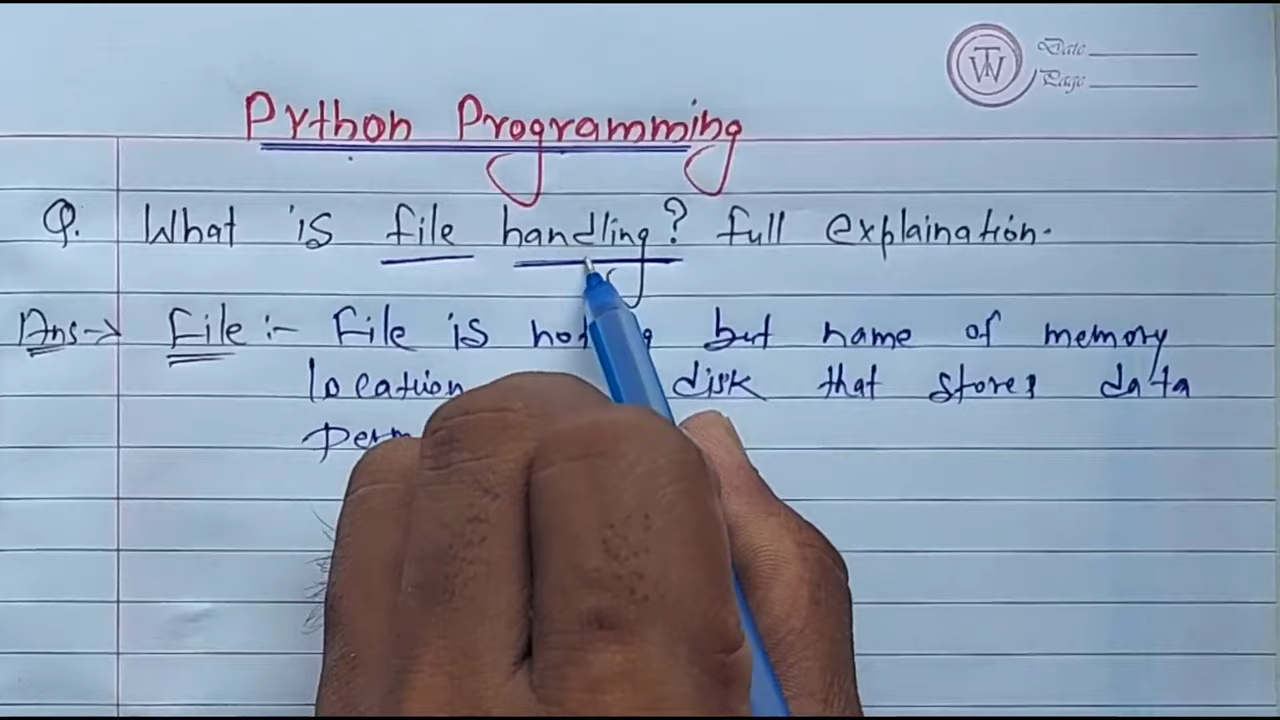 TW
Date
Page
Python Programming
Q. What is file handling? full explaination.
Ans-> File :- File is but name of memory
location disk that stores data